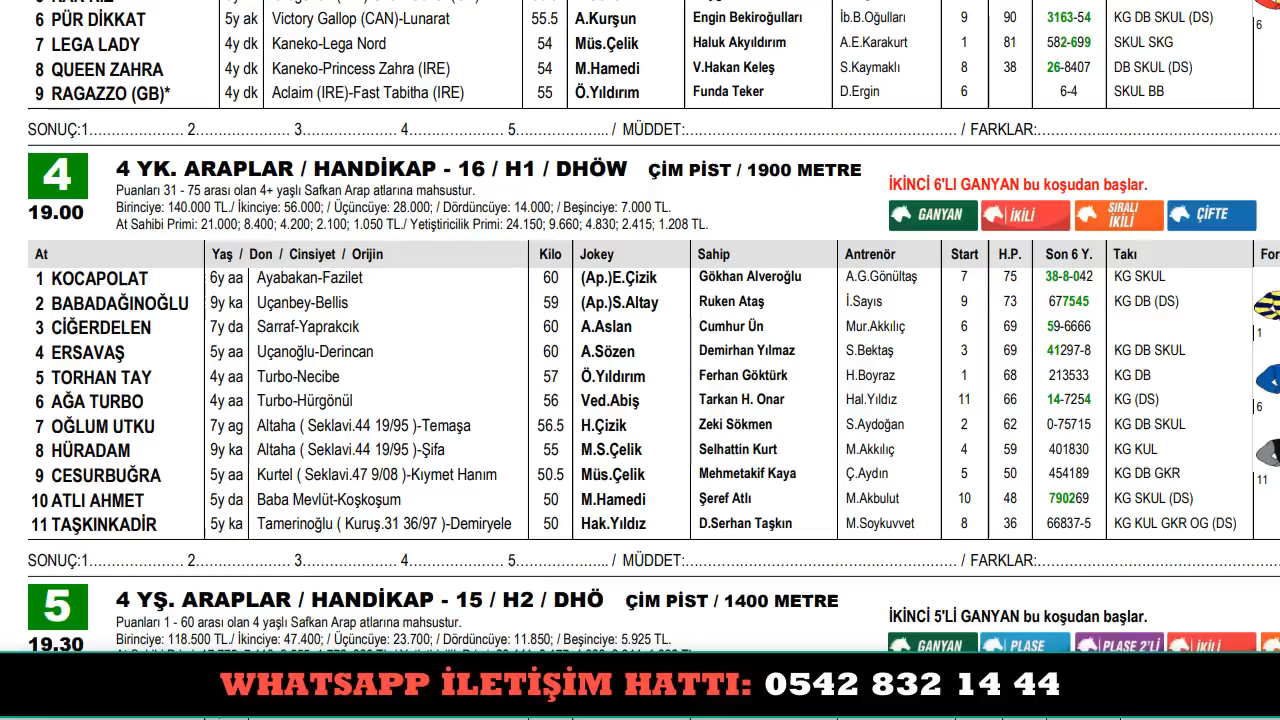 6 PÜR DİKKAT 5y ak Victory Gallop (CAN)-Lunarat 55.5 A.Kurşun Engin Bekiroğulları İb.B.Oğulları 9 90 3163-54 KG DB SKUL (DS)
6
7 LEGA LADY 4y dk Kaneko-Lega Nord 54 Müs.Çelik Haluk Akyıldırım A.E.Karakurt 1 81 582-699 SKUL SKG
8 QUEEN ZAHRA 4y dk Kaneko-Princess Zahra (IRE) 54 M.Hamedi V.Hakan Keleş S.Kaymaklı 8 38 26-8407 DB SKUL (DS)
9 RAGAZZO (GB)* 4y dk Aclaim (IRE)-Fast Tabitha (IRE) 55 Ö.Yıldırım Funda Teker D.Ergin 6 6-4 SKUL BB
SONUÇ:1..................... 2..................... 3..................... 4..................... 5..................... / MÜDDET:............................................................ / FARKLAR:......................................................
4 4 YK. ARAPLAR / HANDİKAP - 16 / H1 / DHÖW ÇİM PİST / 1900 METRE
19.00
Puanları 31 - 75 arası olan 4+ yaşlı Safkan Arap atlarına mahsustur.
Birinciye: 140.000 TL./ İkinciye: 56.000; / Üçüncüye: 28.000; / Dördüncüye: 14.000; / Beşinciye: 7.000 TL.
At Sahibi Primi: 21.000; 8.400; 4.200; 2.100; 1.050 TL./ Yetiştiricilik Primi: 24.150; 9.660; 4.830; 2.415; 1.208 TL.
İKİNCİ 6'LI GANYAN bu koşudan başlar.
GANYAN İKİLİ SIRALI İKİLİ ÇİFTE
At Yaş / Don / Cinsiyet / Orijin Kilo Jokey Sahip Antrenör Start H.P. Son 6 Y. Takı For
1 KOCAPOLAT 6y aa Ayabakan-Fazilet 60 (Ap.)E.Çizik Gökhan Alveroğlu A.G.Gönültaş 7 75 38-8-042 KG SKUL
2 BABADAĞINOĞLU 9y ka Uçanbey-Bellis 59 (Ap.)S.Altay Ruken Ataş İ.Sayıs 9 73 677545 KG DB (DS)
3 CİĞERDELEN 7y da Sarraf-Yaprakcık 60 A.Aslan Cumhur Ün Mur.Akkılıç 6 69 59-6666
1
4 ERSAVAŞ 5y aa Uçanoğlu-Derincan 60 A.Sözen Demirhan Yılmaz S.Bektaş 3 69 41297-8 KG DB SKUL
5 TORHAN TAY 4y aa Turbo-Necibe 57 Ö.Yıldırım Ferhan Göktürk H.Boyraz 1 68 213533 KG DB
6 AĞA TURBO 4y aa Turbo-Hürgönül 56 Ved.Abiş Tarkan H. Onar Hal.Yıldız 11 66 14-7254 KG (DS)
6
7 OĞLUM UTKU 7y ag Altaha ( Seklavi.44 19/95 )-Temaşa 56.5 H.Çizik Zeki Sökmen S.Aydoğan 2 62 0-75715 KG DB SKUL
8 HÜRADAM 9y ka Altaha ( Seklavi.44 19/95 )-Şifa 55 M.S.Çelik Selhattin Kurt M.Akkılıç 4 59 401830 KG KUL
9 CESURBUĞRA 5y aa Kurtel ( Seklavi.47 9/08 )-Kıymet Hanım 50.5 Müs.Çelik Mehmetakif Kaya Ç.Aydın 5 50 454189 KG DB GKR
11
10 ATLI AHMET 5y da Baba Mevlüt-Koşkoşum 50 M.Hamedi Şeref Atlı M.Akbulut 10 48 790269 KG SKUL (DS)
11 TAŞKINKADİR 5y ka Tamerinoğlu ( Kuruş.31 36/97 )-Demiryele 50 Hak.Yıldız D.Serhan Taşkın M.Soykuvvet 8 36 66837-5 KG KUL GKR OG (DS)
SONUÇ:1..................... 2..................... 3..................... 4..................... 5..................... / MÜDDET:............................................................ / FARKLAR:......................................................
5 4 YŞ. ARAPLAR / HANDİKAP - 15 / H2 / DHÖ ÇİM PİST / 1400 METRE
19.30
Puanları 1 - 60 arası olan 4 yaşlı Safkan Arap atlarına mahsustur.
Birinciye: 118.500 TL./ İkinciye: 47.400; / Üçüncüye: 23.700; / Dördüncüye: 11.850; / Beşinciye: 5.925 TL.
İKİNCİ 5'Lİ GANYAN bu koşudan başlar.
GANYAN PLASE PLASE 2'Lİ İKİLİ
WHATSAPP İLETİŞİM HATTI: 0542 832 14 44